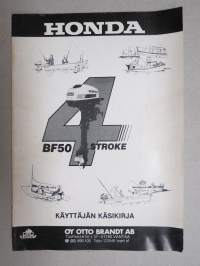 HONDA
4
BF50 STROKE
KÄYTTÄJÄN KÄSIKIRJA
OY OTTO BRANDT AB